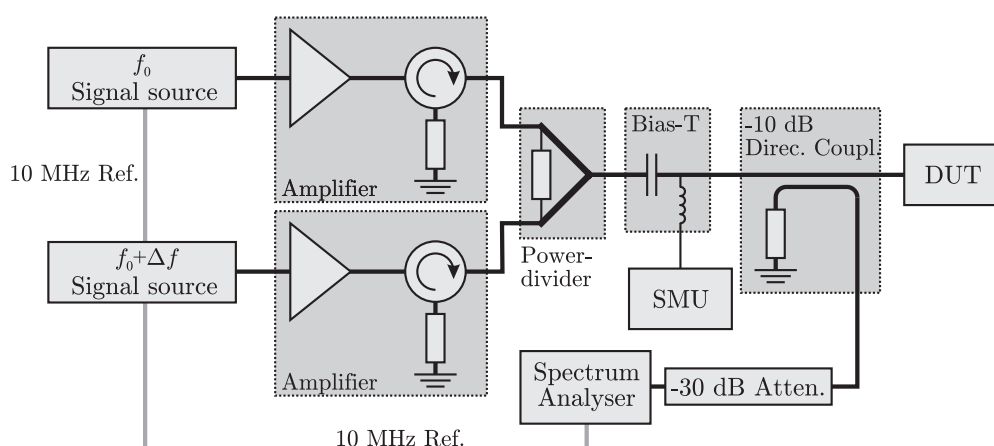 f₀
Signal source
10 MHz Ref.
f₀+Δf
Signal source
Amplifier
Amplifier
Power-
divider
Bias-T
SMU
-10 dB
Direc. Coupl.
DUT
Spectrum
Analyser
-30 dB Atten.
10 MHz Ref.